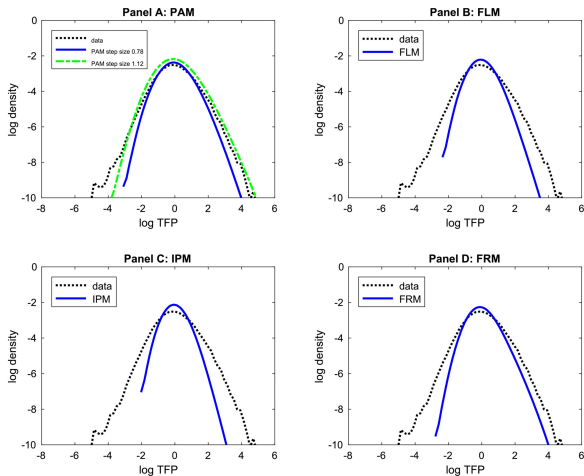 Panel A: PAM
0
-2
-4
-6
-8
-10
log density
data
PAM step size 0.78
PAM step size 1.12
-8 -6 -4 -2 0 2 4 6
log TFP
Panel B: FLM
0
-2
-4
-6
-8
-10
log density
data
FLM
-8 -6 -4 -2 0 2 4 6
log TFP
Panel C: IPM
0
-2
-4
-6
-8
-10
log density
data
IPM
-8 -6 -4 -2 0 2 4 6
log TFP
Panel D: FRM
0
-2
-4
-6
-8
-10
log density
data
FRM
-8 -6 -4 -2 0 2 4 6
log TFP